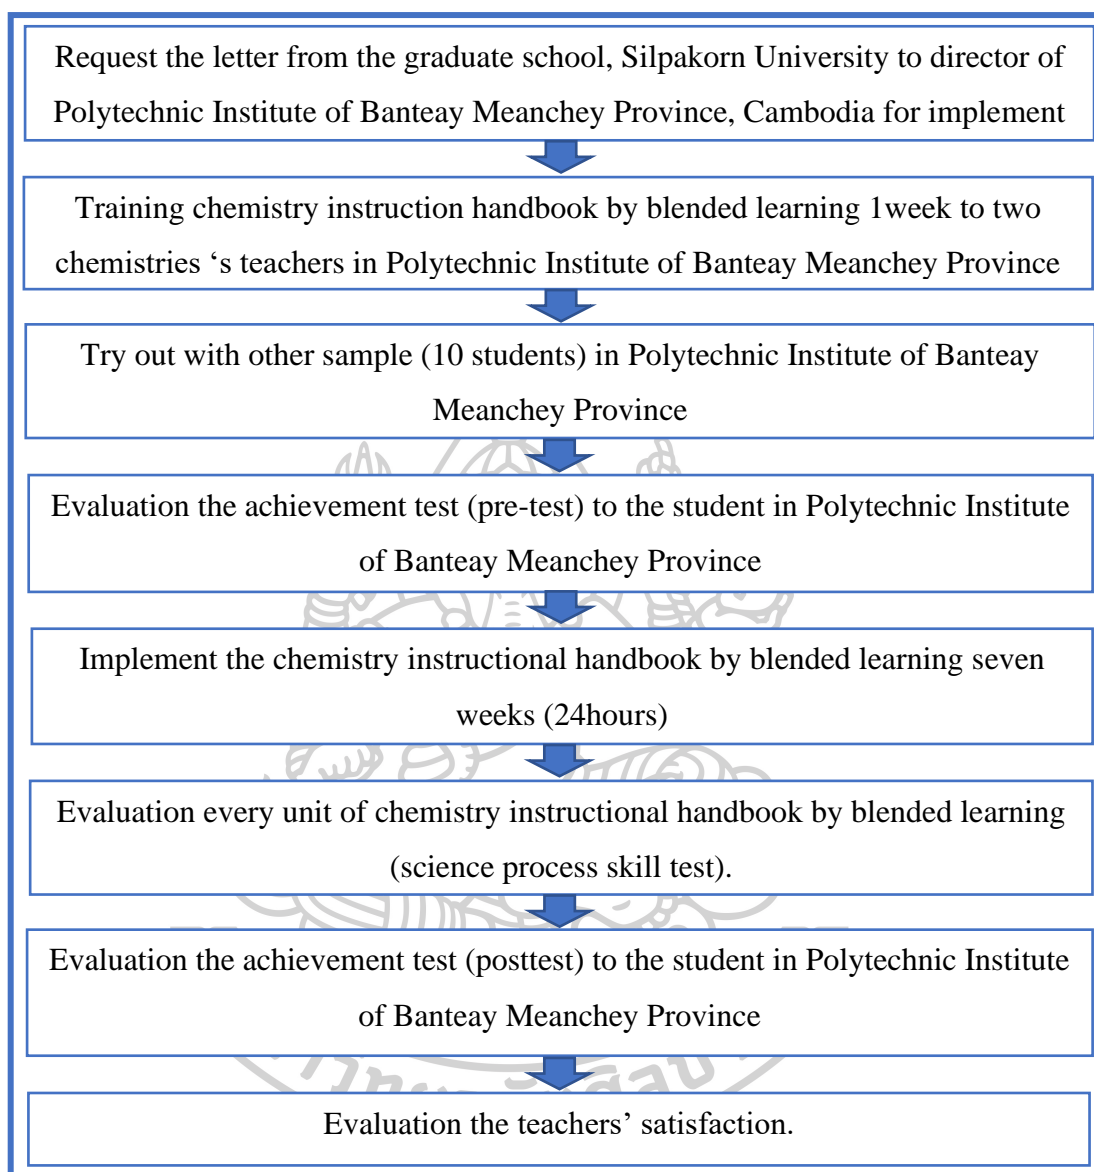 Request the letter from the graduate school, Silpakorn University to director of
Polytechnic Institute of Banteay Meanchey Province, Cambodia for implement
Training chemistry instruction handbook by blended learning 1week to two
chemistries ‘s teachers in Polytechnic Institute of Banteay Meanchey Province
Try out with other sample (10 students) in Polytechnic Institute of Banteay
Meanchey Province
Evaluation the achievement test (pre-test) to the student in Polytechnic Institute
of Banteay Meanchey Province
Implement the chemistry instructional handbook by blended learning seven
weeks (24hours)
Evaluation every unit of chemistry instructional handbook by blended learning
(science process skill test).
Evaluation the achievement test (posttest) to the student in Polytechnic Institute
of Banteay Meanchey Province
Evaluation the teachers’ satisfaction.